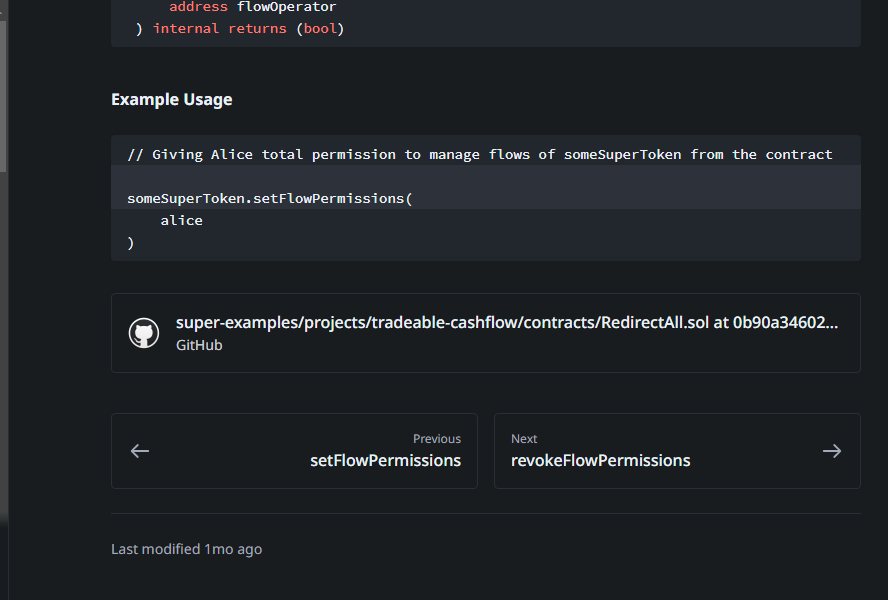 address flowOperator
) internal returns (bool)
Example Usage
// Giving Alice total permission to manage flows of someSuperToken from the contract
someSuperToken.setFlowPermissions(
alice
)
super-examples/projects/tradeable-cashflow/contracts/RedirectAll.sol at 0b90a34602...
GitHub
Previous
setFlowPermissions
Next
revokeFlowPermissions
Last modified 1mo ago